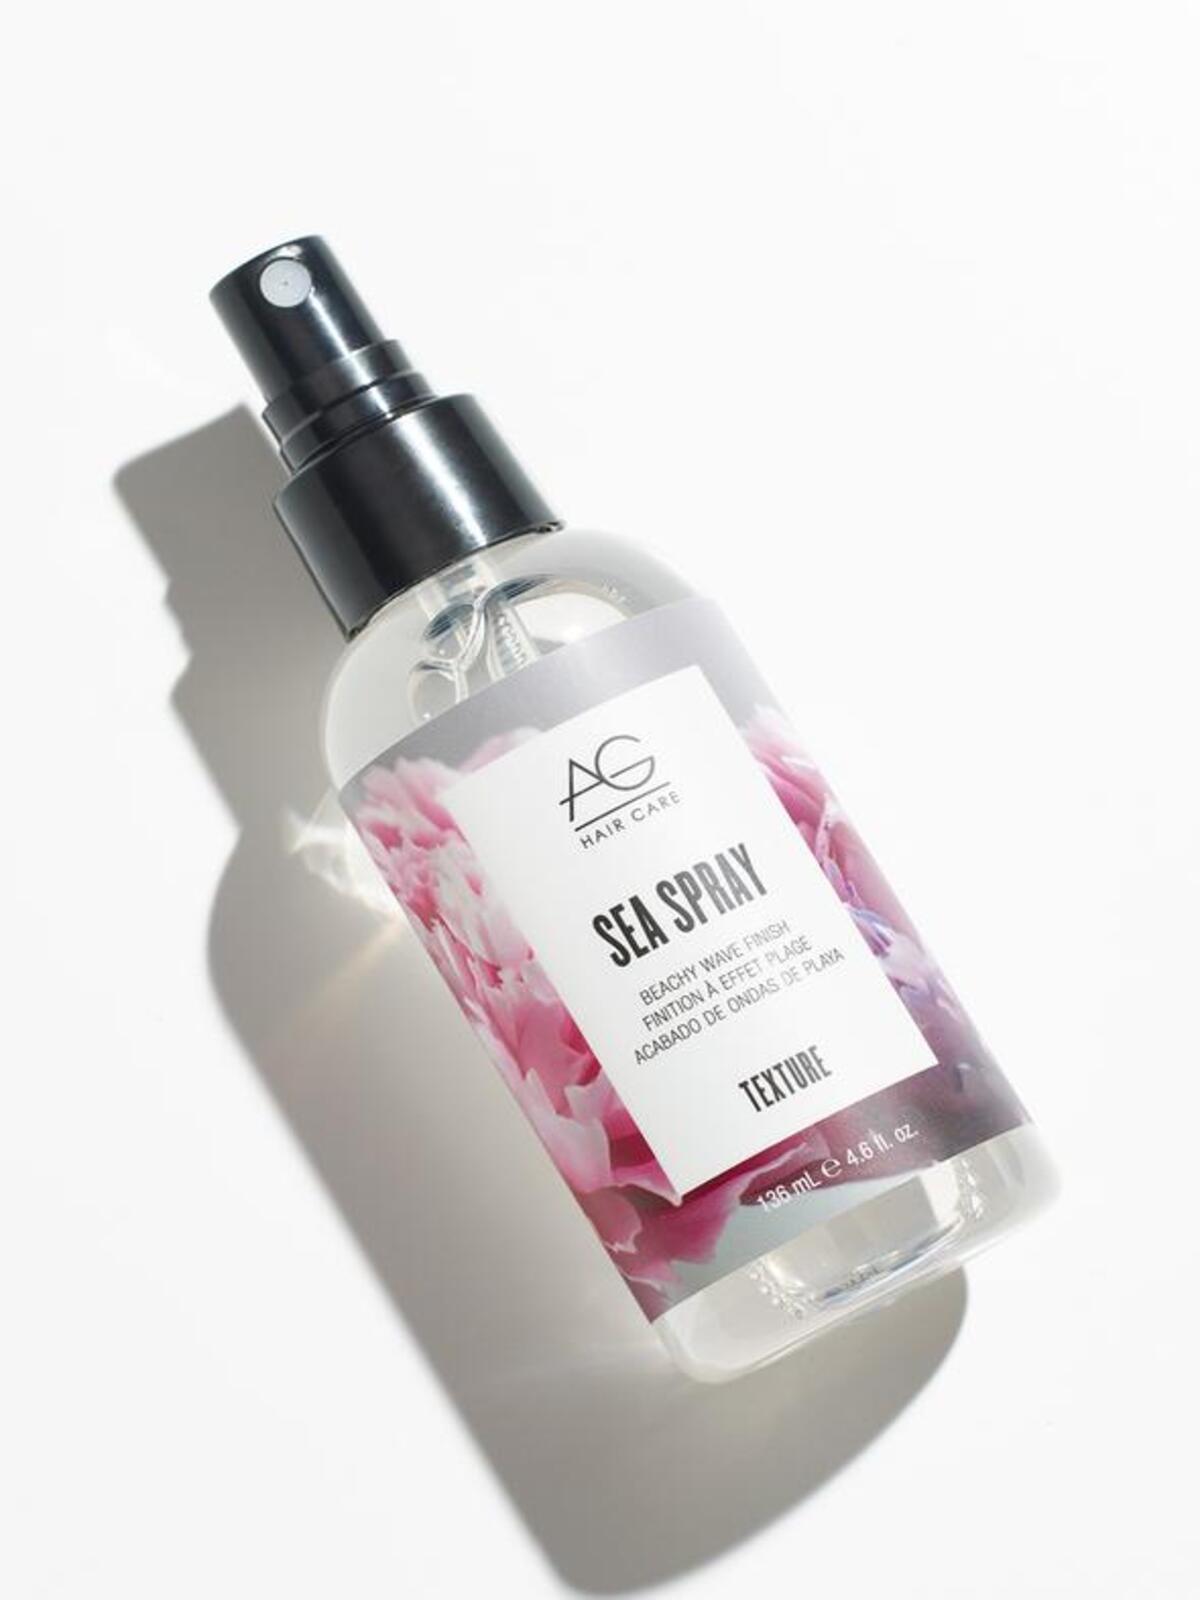 AG
HAIR CARE
SEA SPRAY
BEACHY WAVE FINISH
FINITION À EFFET PLAGE
ACABADO DE ONDAS DE PLAYA
TEXTURE
136 mL ℮ 4.6 fl. oz.